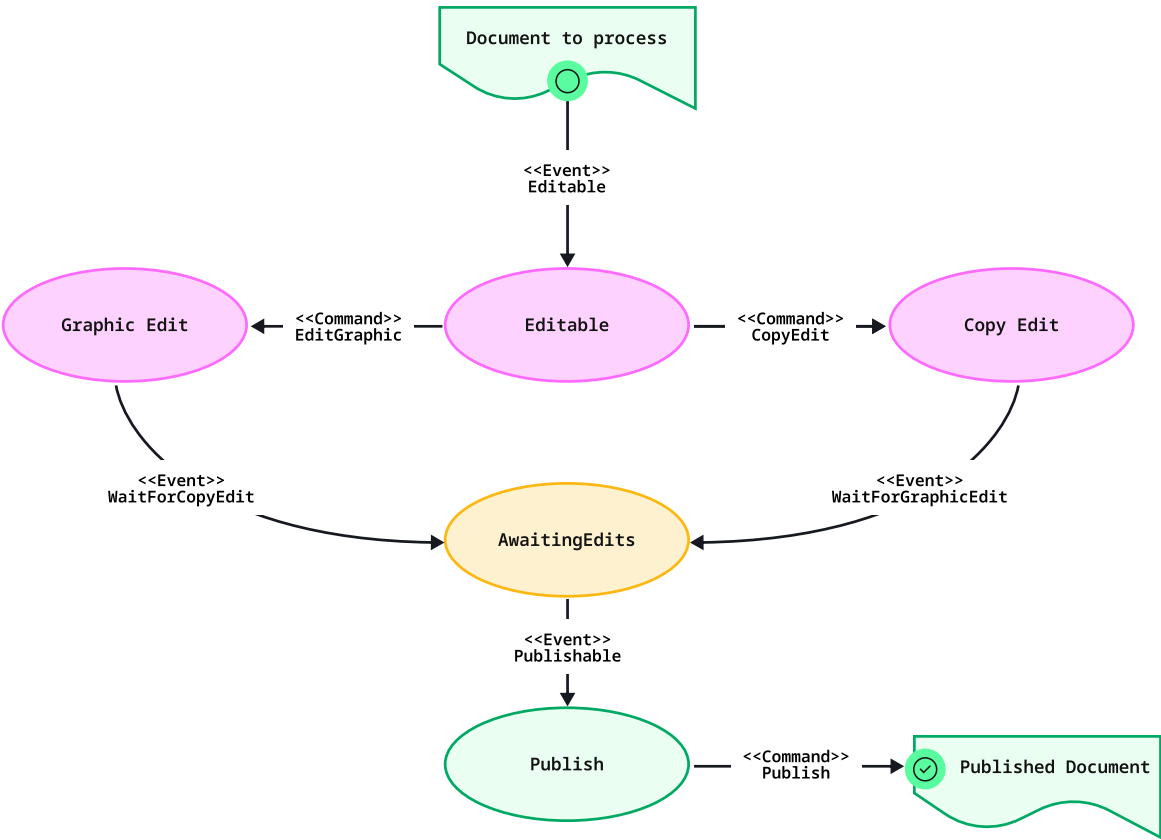 Document to process
<<Event>>
Editable
Graphic Edit
<<Command>>
EditGraphic
Editable
<<Command>>
CopyEdit
Copy Edit
<<Event>>
WaitForCopyEdit
AwaitingEdits
<<Event>>
WaitForGraphicEdit
<<Event>>
Publishable
Publish
<<Command>>
Publish
Published Document